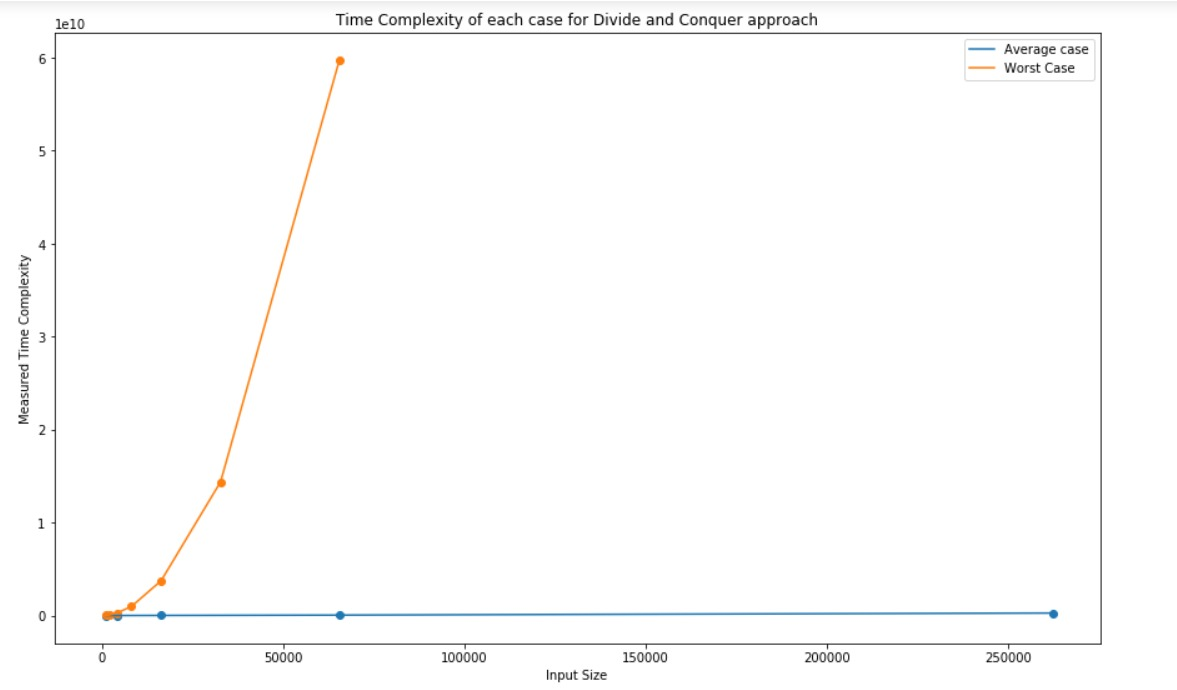 Time Complexity of each case for Divide and Conquer approach
1e10
Average case
Worst Case
6
5
4
3
2
1
0
Measured Time Complexity
0 50000 100000 150000 200000 250000
Input Size